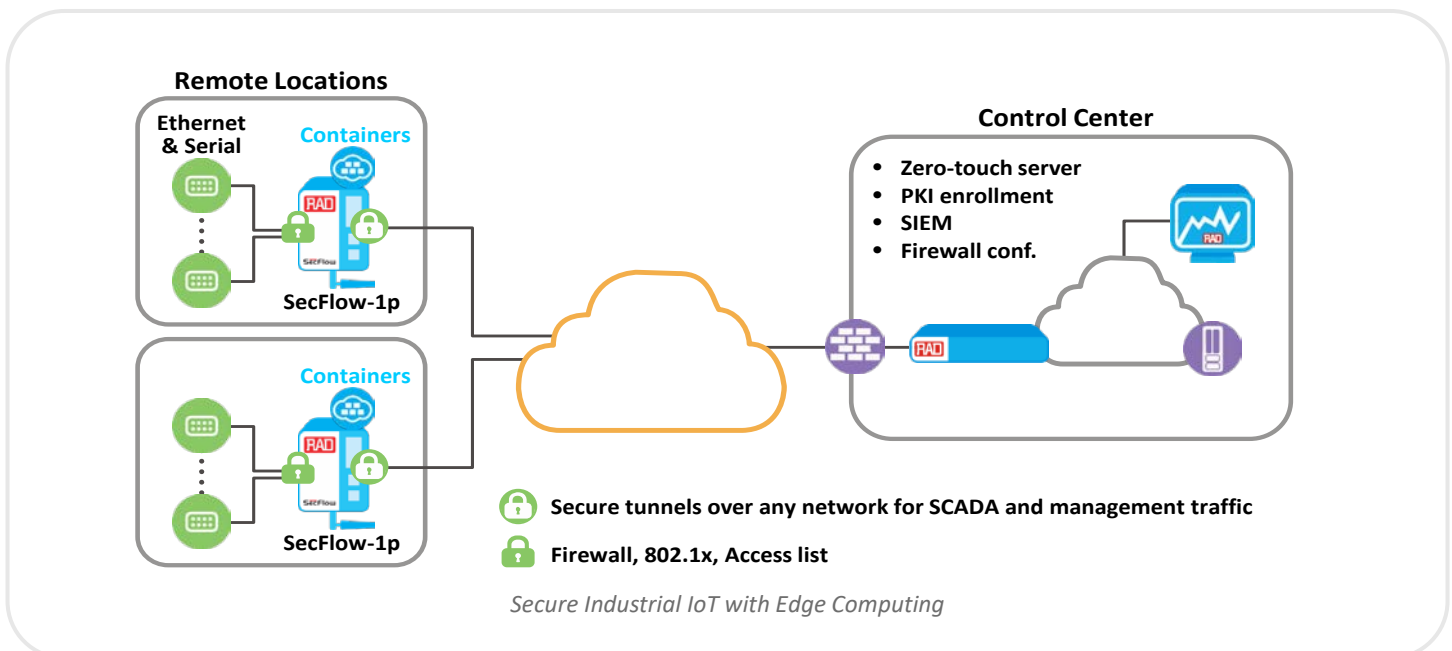 Remote Locations
Ethernet
& Serial
Containers
RAD
SecFlow
SecFlow-1p
Containers
RAD
SecFlow
SecFlow-1p
Control Center
• Zero-touch server
• PKI enrollment
• SIEM
• Firewall conf.
RAD
RAD
Secure tunnels over any network for SCADA and management traffic
Firewall, 802.1x, Access list
Secure Industrial IoT with Edge Computing